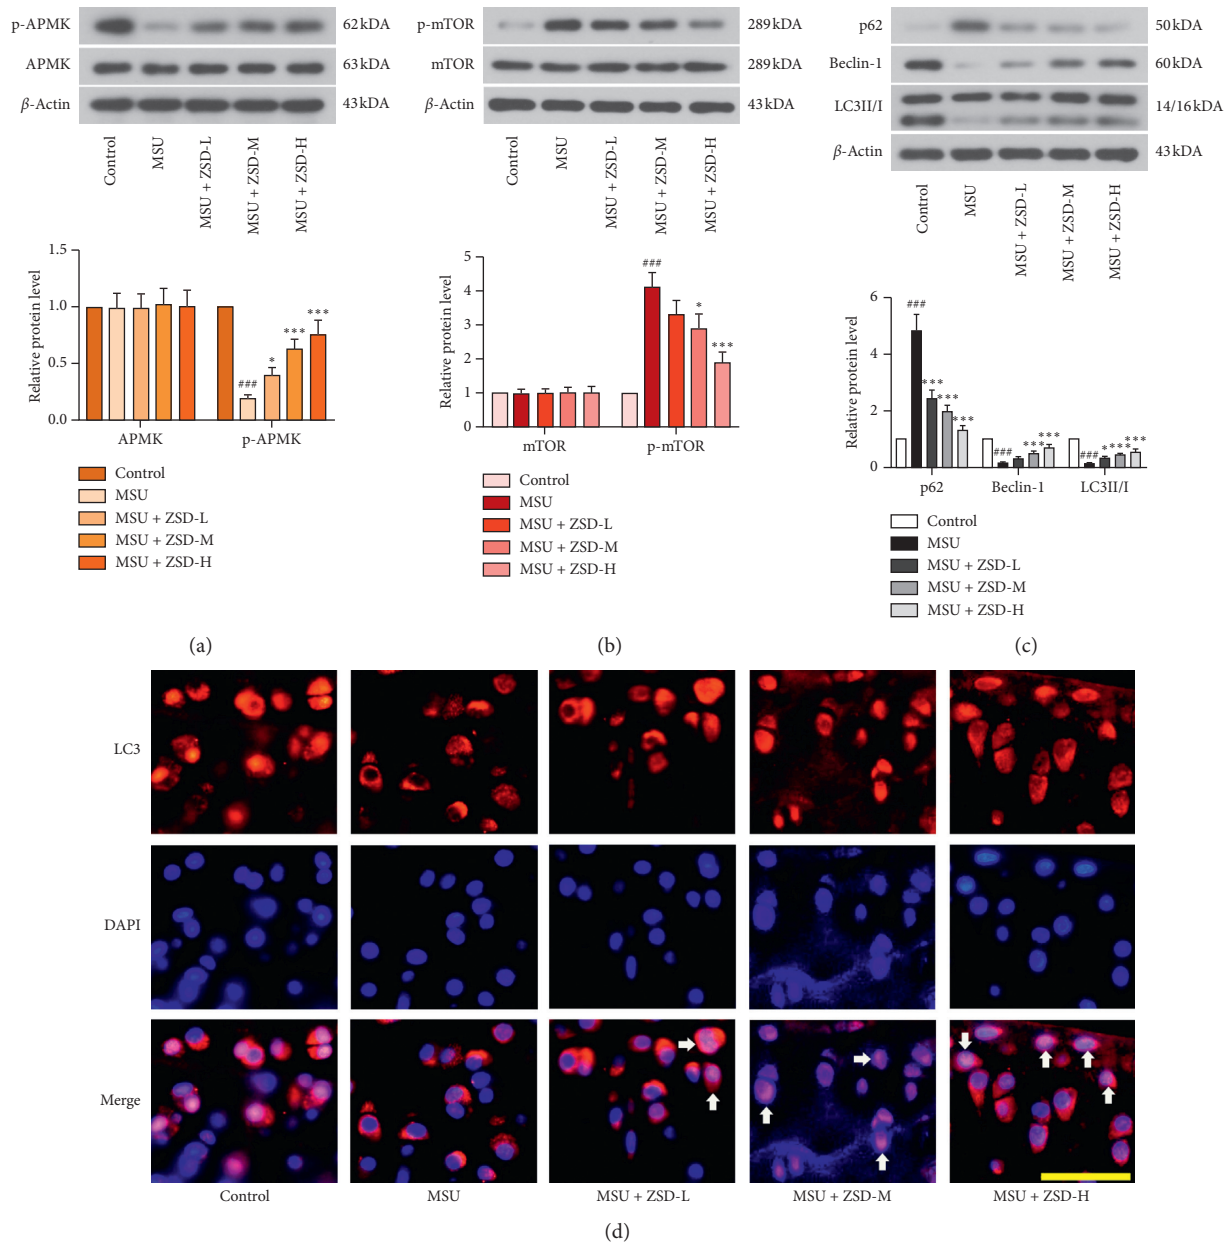 p-APMK
62 kDA
APMK
63 kDA
β-Actin
43 kDA
Control
MSU
MSU + ZSD-L
MSU + ZSD-M
MSU + ZSD-H
Relative protein level
1.5
1.0
0.5
0.0
###
*
***
***
APMK
p-APMK
Control
MSU
MSU + ZSD-L
MSU + ZSD-M
MSU + ZSD-H
(a)
p-mTOR
289 kDA
mTOR
289 kDA
β-Actin
43 kDA
Control
MSU
MSU + ZSD-L
MSU + ZSD-M
MSU + ZSD-H
Relative protein level
5
4
3
2
1
0
###
*
***
mTOR
p-mTOR
Control
MSU
MSU + ZSD-L
MSU + ZSD-M
MSU + ZSD-H
(b)
p62
50 kDA
Beclin-1
60 kDA
LC3II/I
14/16 kDA
β-Actin
43 kDA
Control
MSU
MSU + ZSD-L
MSU + ZSD-M
MSU + ZSD-H
Relative protein level
6
4
2
0
###
***
***
***
###
***
***
###
*
***
***
p62
Beclin-1
LC3II/I
Control
MSU
MSU + ZSD-L
MSU + ZSD-M
MSU + ZSD-H
(c)
LC3
DAPI
Merge
Control
MSU
MSU + ZSD-L
MSU + ZSD-M
MSU + ZSD-H
(d)